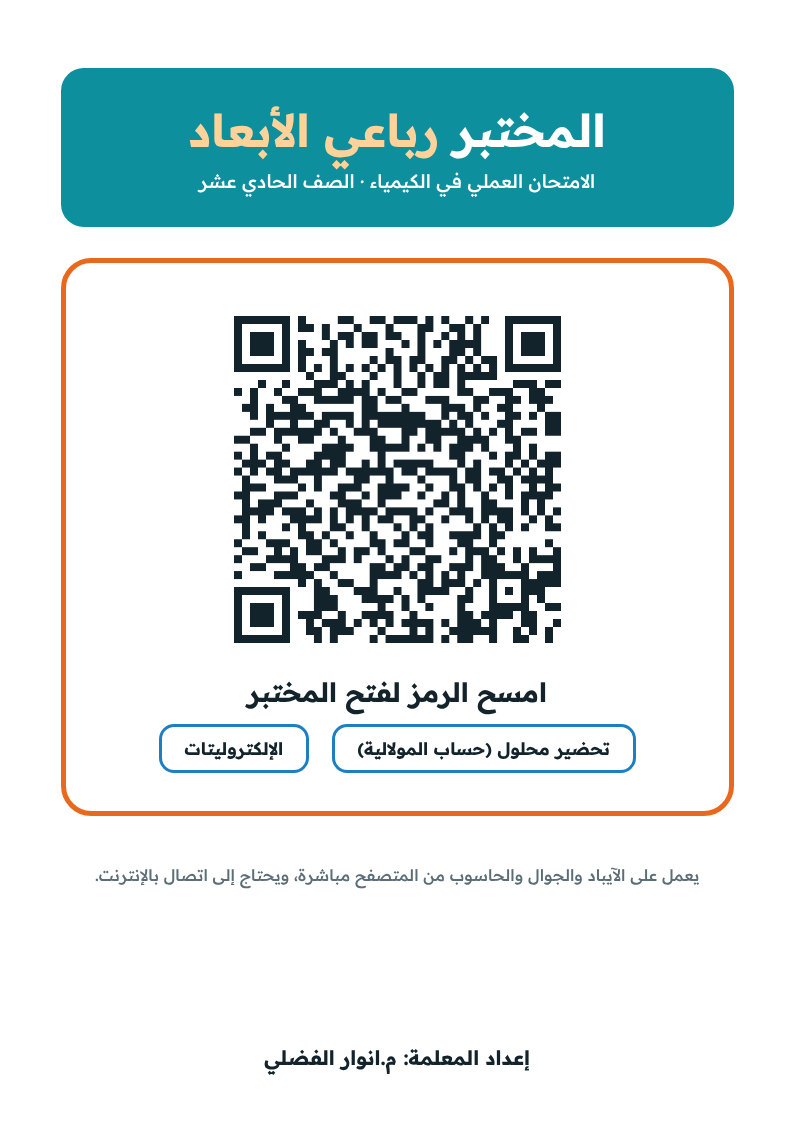 المختبر رباعي الأبعاد
الامتحان العملي في الكيمياء · الصف الحادي عشر
امسح الرمز لفتح المختبر
تحضير محلول (حساب المولالية)
الإلكتروليتات
يعمل على الآيباد والجوال والحاسوب من المتصفح مباشرة، ويحتاج إلى اتصال بالإنترنت.
إعداد المعلمة: م.انوار الفضلي